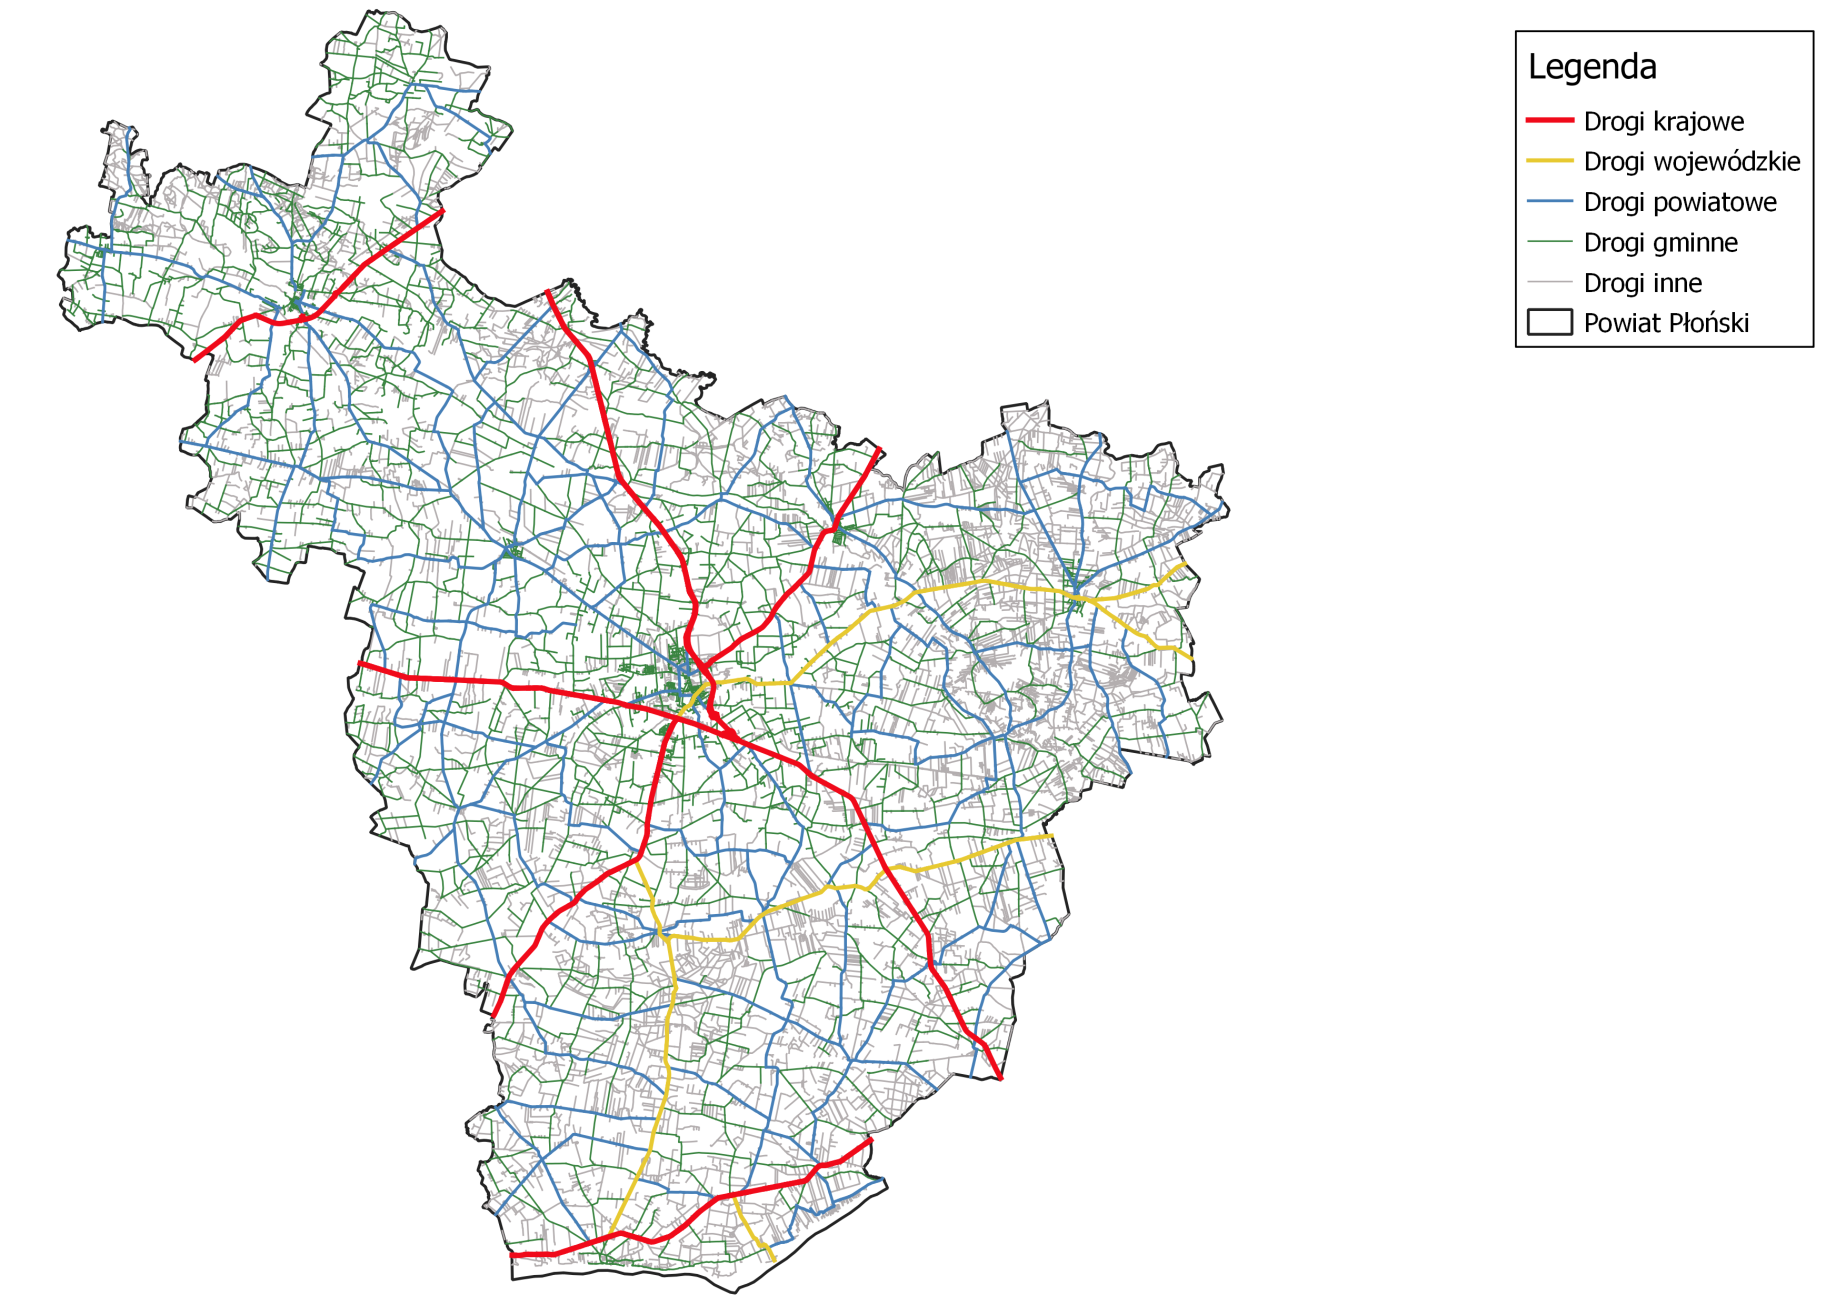 Legenda
Drogi krajowe
Drogi wojewódzkie
Drogi powiatowe
Drogi gminne
Drogi inne
Powiat Płoński